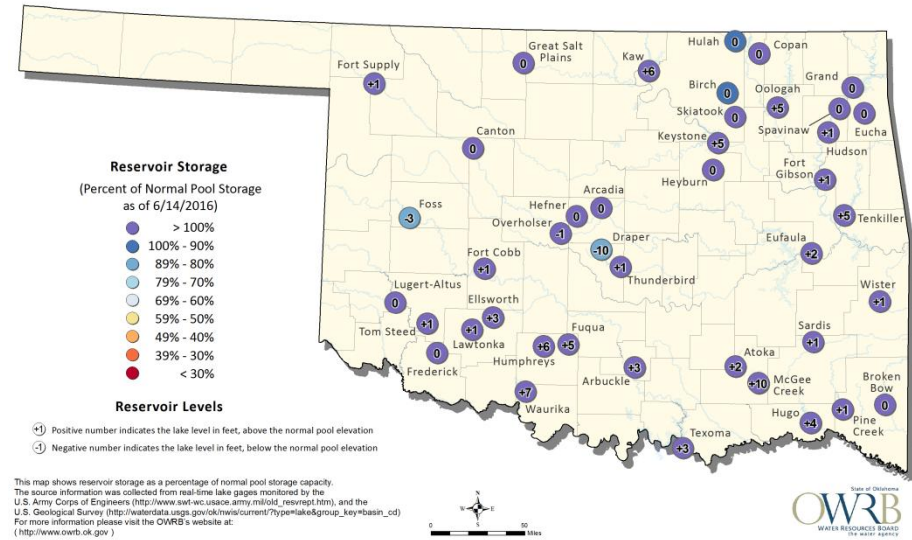 Hulah
0
Copan
0
Great Salt
Plains
0
Kaw
+6
Fort Supply
+1
Birch
0
Oologah
+5
Grand
0
Skiatook
0
Spavinaw
0
Eucha
0
Canton
0
Keystone
+5
+1
Hudson
Heyburn
0
Fort
Gibson
+1
Reservoir Storage
(Percent of Normal Pool Storage
as of 6/14/2016)
> 100%
100% - 90%
89% - 80%
79% - 70%
69% - 60%
59% - 50%
49% - 40%
39% - 30%
< 30%
Foss
-3
Arcadia
0
Hefner
0
Overholser
-1
Draper
-10
+1
Thunderbird
+5
Tenkiller
Eufaula
+2
Fort Cobb
+1
Lugert-Altus
0
Ellsworth
+3
Wister
+1
Tom Steed
+1
+1
Lawtonka
Fuqua
+5
+6
Humphreys
Sardis
+1
0
Frederick
+3
Arbuckle
Atoka
+2
+10
McGee
Creek
Broken
Bow
0
+7
Waurika
Hugo
+4
+1
Pine
Creek
Texoma
+3
Reservoir Levels
+1 Positive number indicates the lake level in feet, above the normal pool elevation
-1 Negative number indicates the lake level in feet, below the normal pool elevation
This map shows reservoir storage as a percentage of normal pool storage capacity.
The source information was collected from real-time lake gages monitored by the
U.S. Army Corps of Engineers (http://www.swt-wc.usace.army.mil/old_resvrept.htm), and the
U.S. Geological Survey (http://waterdata.usgs.gov/ok/nwis/current/?type=lake&group_key=basin_cd)
For more information please visit the OWRB's website at:
( http://www.owrb.ok.gov )
N
W E
S
0 50
Miles
State of Oklahoma
OWRB
WATER RESOURCES BOARD
the water agency